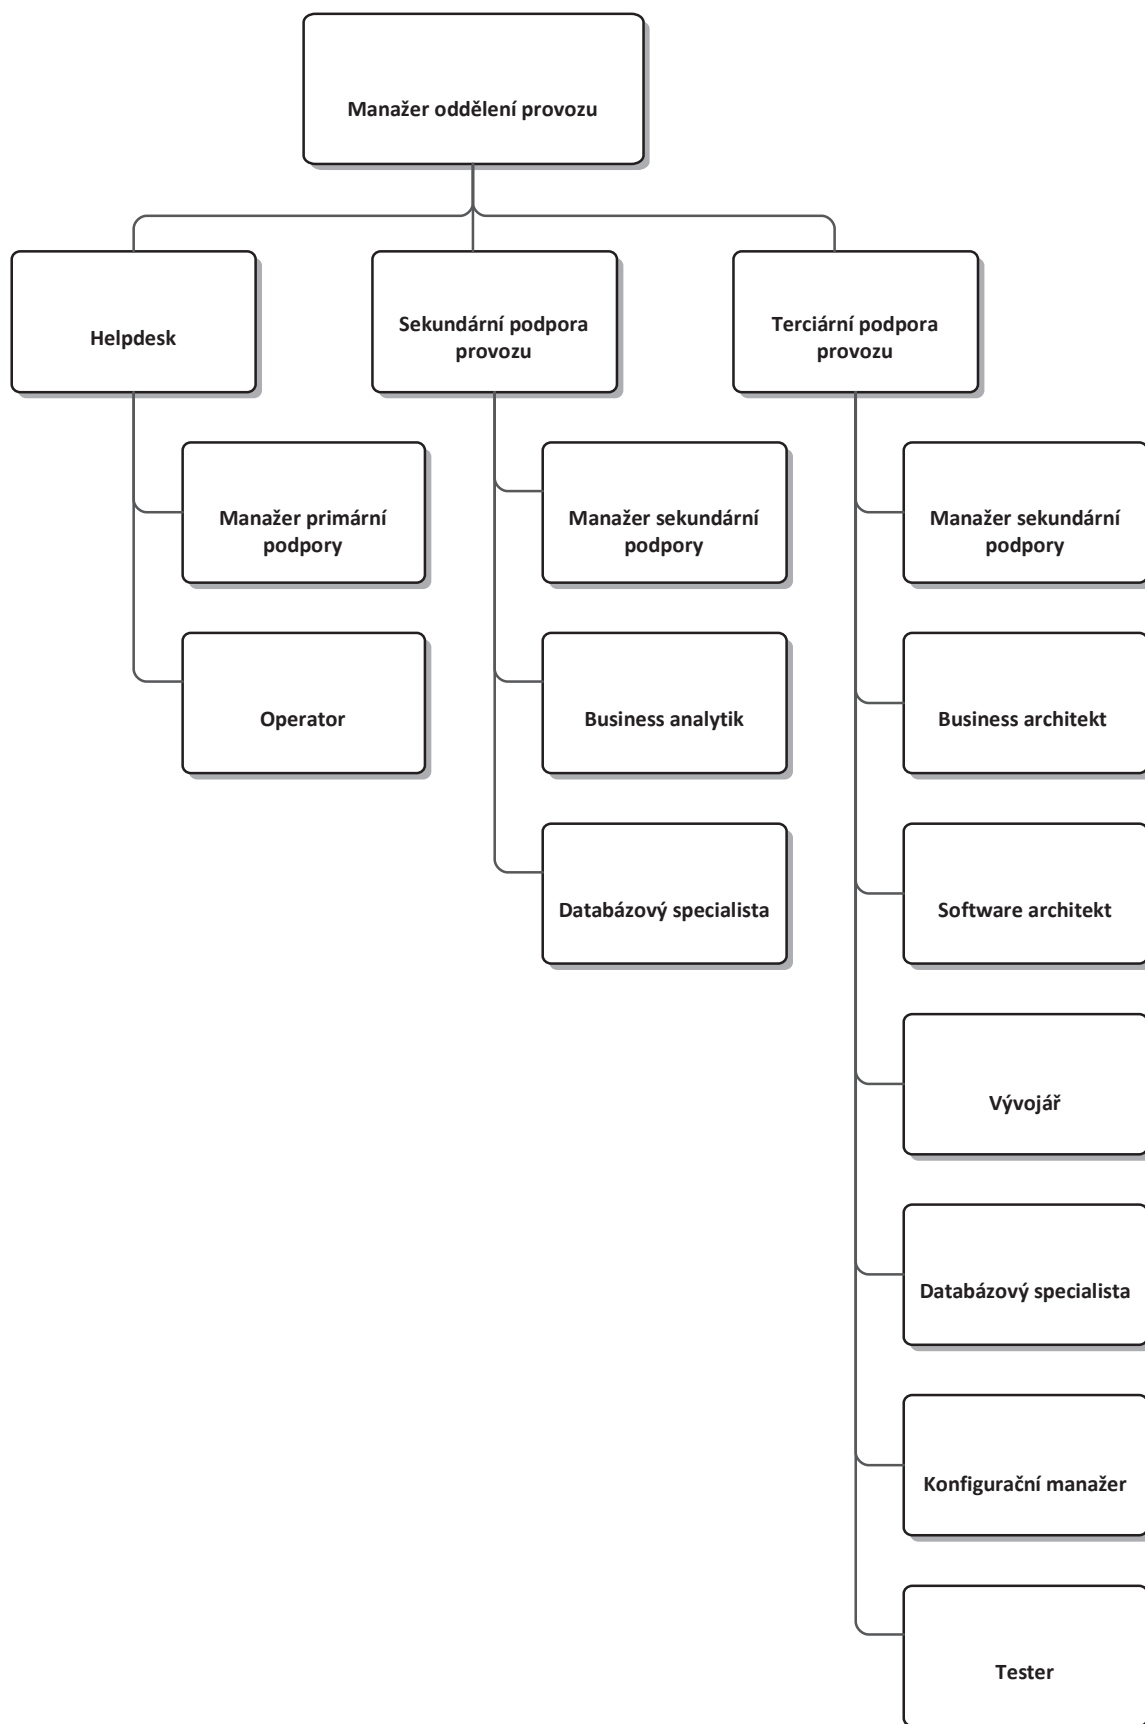 Manažer oddělení provozu
Helpdesk
Sekundární podpora
provozu
Terciární podpora
provozu
Manažer primární
podpory
Manažer sekundární
podpory
Manažer sekundární
podpory
Operator
Business analytik
Business architekt
Databázový specialista
Software architekt
Vývojář
Databázový specialista
Konfigurační manažer
Tester